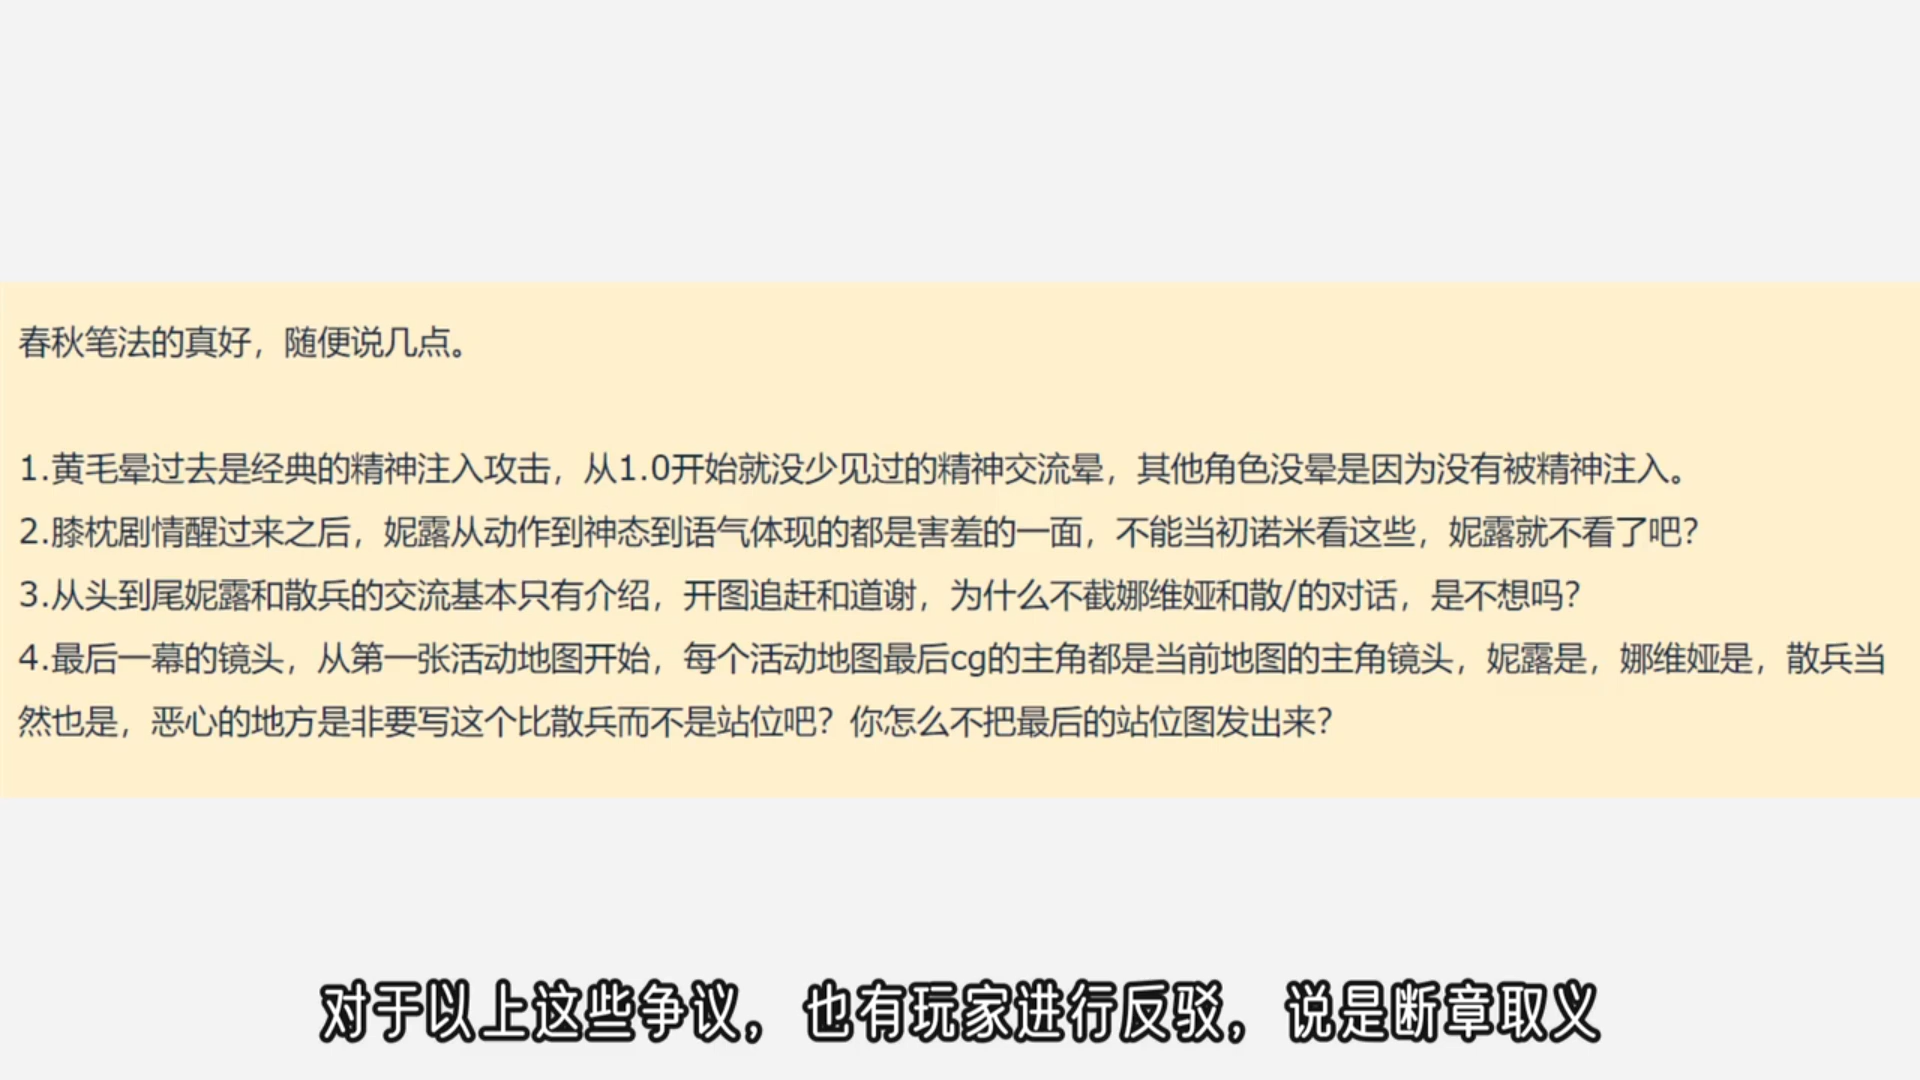 春秋笔法的真好，随便说几点。
1.黄毛晕过去是经典的精神注入攻击，从1.0开始就没少见过的精神交流晕，其他角色没晕是因为没有被精神注入。
2.膝枕剧情醒过来之后，妮露从动作到神态到语气体现的都是害羞的一面，不能当初诺米看这些，妮露就不看了吧？
3.从头到尾妮露和散兵的交流基本只有介绍，开图追赶和道谢，为什么不截娜维娅和散/的对话，是不想吗？
4.最后一幕的镜头，从第一张活动地图开始，每个活动地图最后cg的主角都是当前地图的主角镜头，妮露是，娜维娅是，散兵当
然也是，恶心的地方是非要写这个比散兵而不是站位吧？你怎么不把最后的站位图发出来？
对于以上这些争议，也有玩家进行反驳，说是断章取义